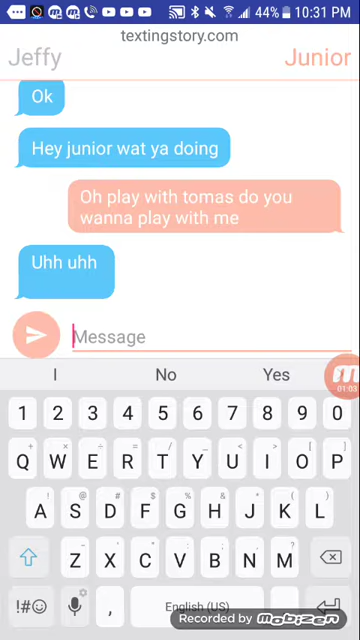 44% 10:31 PM
textingstory.com
Jeffy Junior
Ok
Hey junior wat ya doing
Oh play with tomas do you
wanna play with me
Uhh uhh
Message
I No Yes
01:03
1 2 3 4 5 6 7 8 9 0
+ × ÷ = / _ < > [ ]
Q W E R T Y U I O P
! @ # $ % & * ( )
A S D F G H J K L
- ' " : ; , ?
Z X C V B N M
!#☺ , English (US) .
Recorded by MOBIZEN